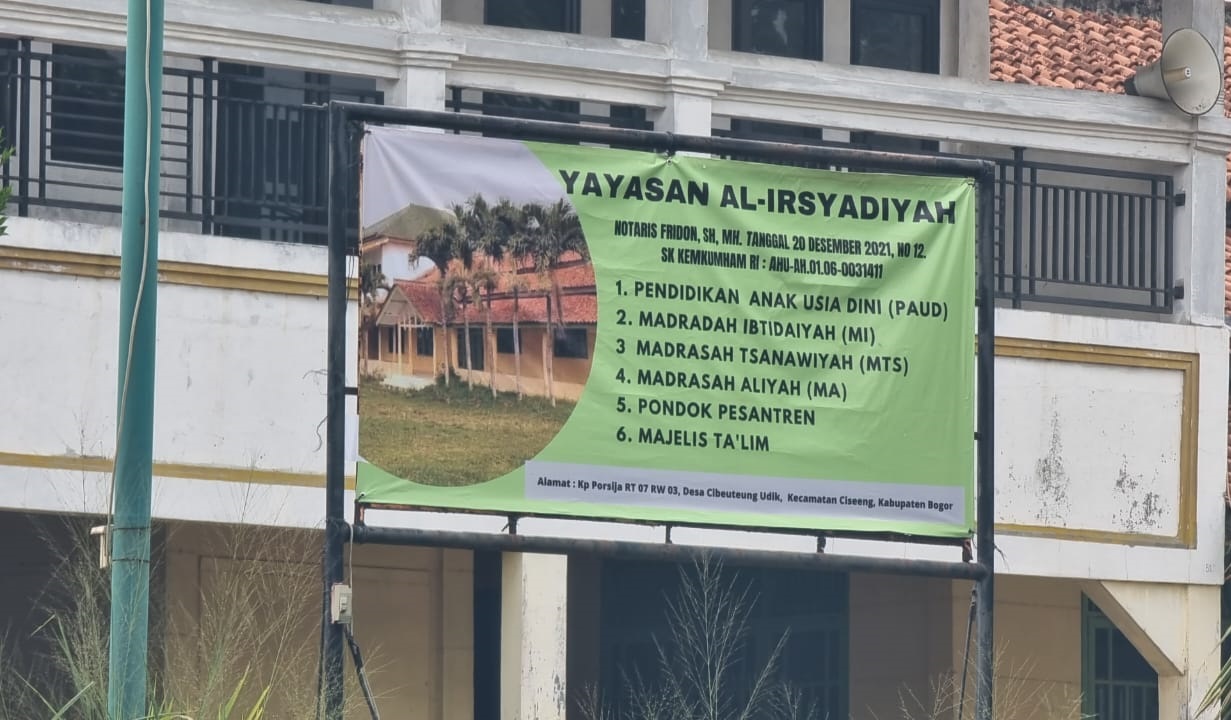 YAYASAN AL-IRSYADIYAH
NOTARIS FRIDON, SH, MK. TANGGAL 20 DESEMBER 2021, NO 12.
SK KEMKUMHAM RI : AHU-AH.01.06-0031411
1. PENDIDIKAN ANAK USIA DINI (PAUD)
2. MADRADAH IBTIDAIYAH (MI)
3 MADRASAH TSANAWIYAH (MTS)
4. MADRASAH ALIYAH (MA)
5. PONDOK PESANTREN
6. MAJELIS TA'LIM
Alamat : Kp Porsija RT 07 RW 03, Desa Cibeuteung Udik, Kecamatan Ciseeng, Kabupaten Bogor